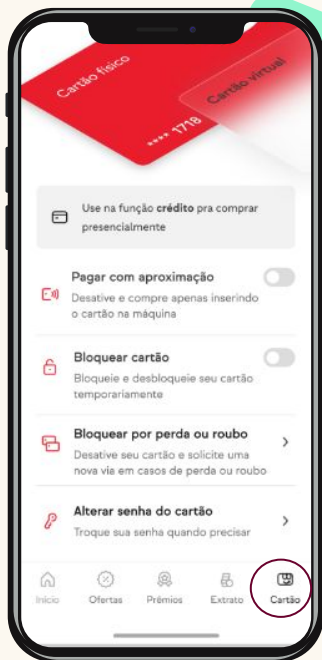 Cartão físico
Cartão virtual
**** 1718
Use na função crédito pra comprar
presencialmente
Pagar com aproximação
Desative e compre apenas inserindo
o cartão na máquina
Bloquear cartão
Bloqueie e desbloqueie seu cartão
temporariamente
Bloquear por perda ou roubo
Desative seu cartão e solicite uma
nova via em casos de perda ou roubo
Alterar senha do cartão
Troque sua senha quando precisar
Início
Ofertas
Prêmios
Extrato
Cartão